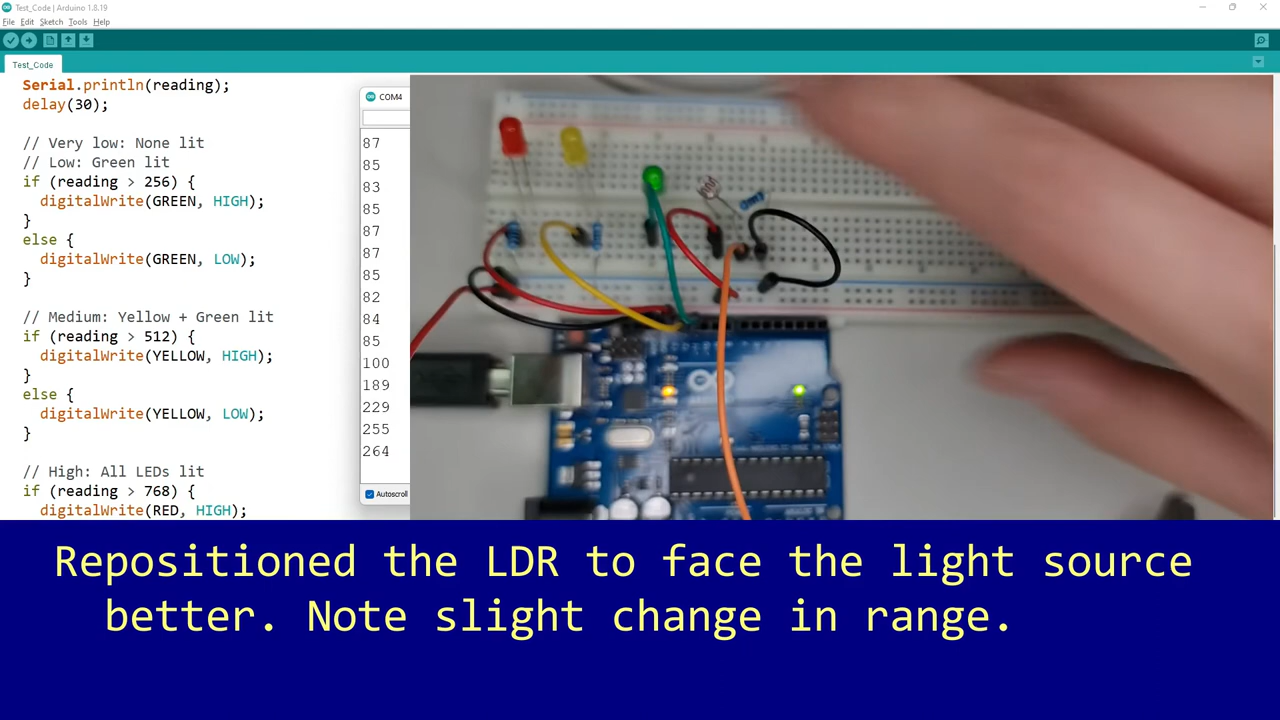 Test_Code | Arduino 1.8.19
File Edit Sketch Tools Help
Test_Code
Serial.println(reading);
delay(30);
// Very low: None lit
// Low: Green lit
if (reading > 256) {
digitalWrite(GREEN, HIGH);
}
else {
digitalWrite(GREEN, LOW);
}
// Medium: Yellow + Green lit
if (reading > 512) {
digitalWrite(YELLOW, HIGH);
}
else {
digitalWrite(YELLOW, LOW);
}
// High: All LEDs lit
if (reading > 768) {
digitalWrite(RED, HIGH);
COM4
87
85
83
85
87
87
85
82
84
85
100
189
229
255
264
Autoscroll
Repositioned the LDR to face the light source
better. Note slight change in range.